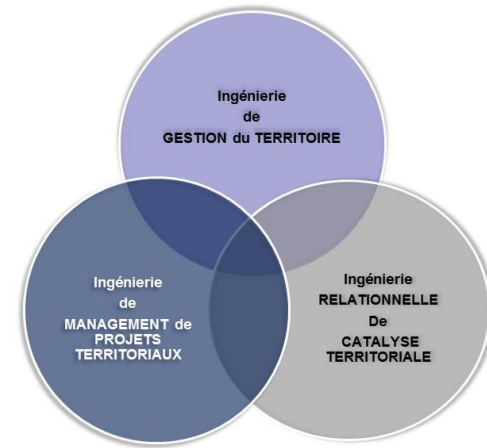 Ingénierie
de
GESTION du TERRITOIRE
Ingénierie
de
MANAGEMENT de
PROJETS
TERRITORIAUX
Ingénierie
RELATIONNELLE
De
CATALYSE
TERRITORIALE